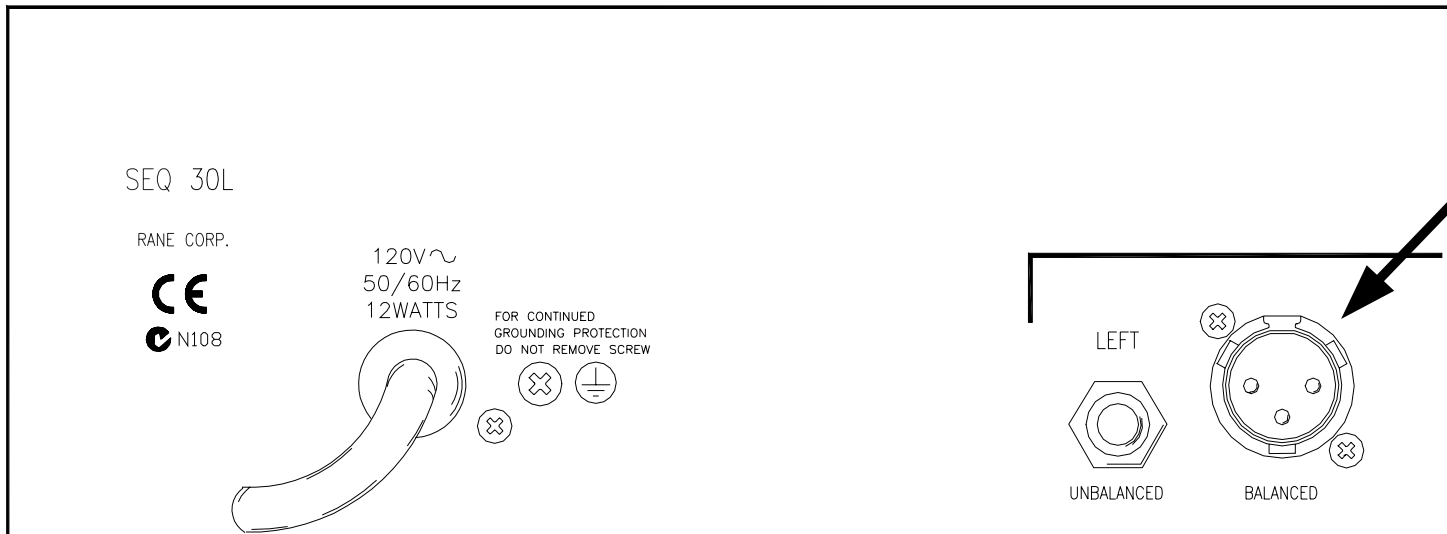 SEQ 30L
RANE CORP.
CE
N108
120V~
50/60Hz
12WATTS
FOR CONTINUED
GROUNDING PROTECTION
DO NOT REMOVE SCREW
LEFT
UNBALANCED
BALANCED